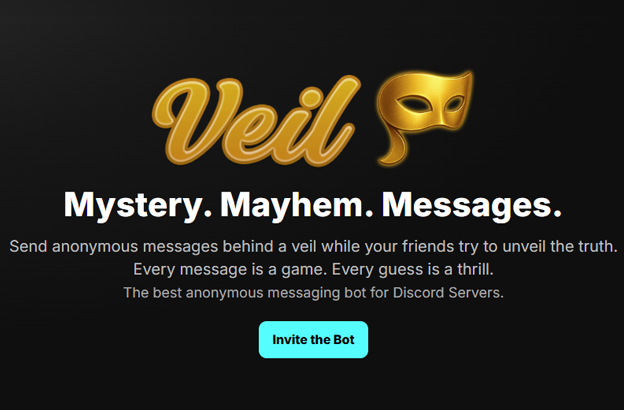 Veil
Mystery. Mayhem. Messages.
Send anonymous messages behind a veil while your friends try to unveil the truth.
Every message is a game. Every guess is a thrill.
The best anonymous messaging bot for Discord Servers.
Invite the Bot